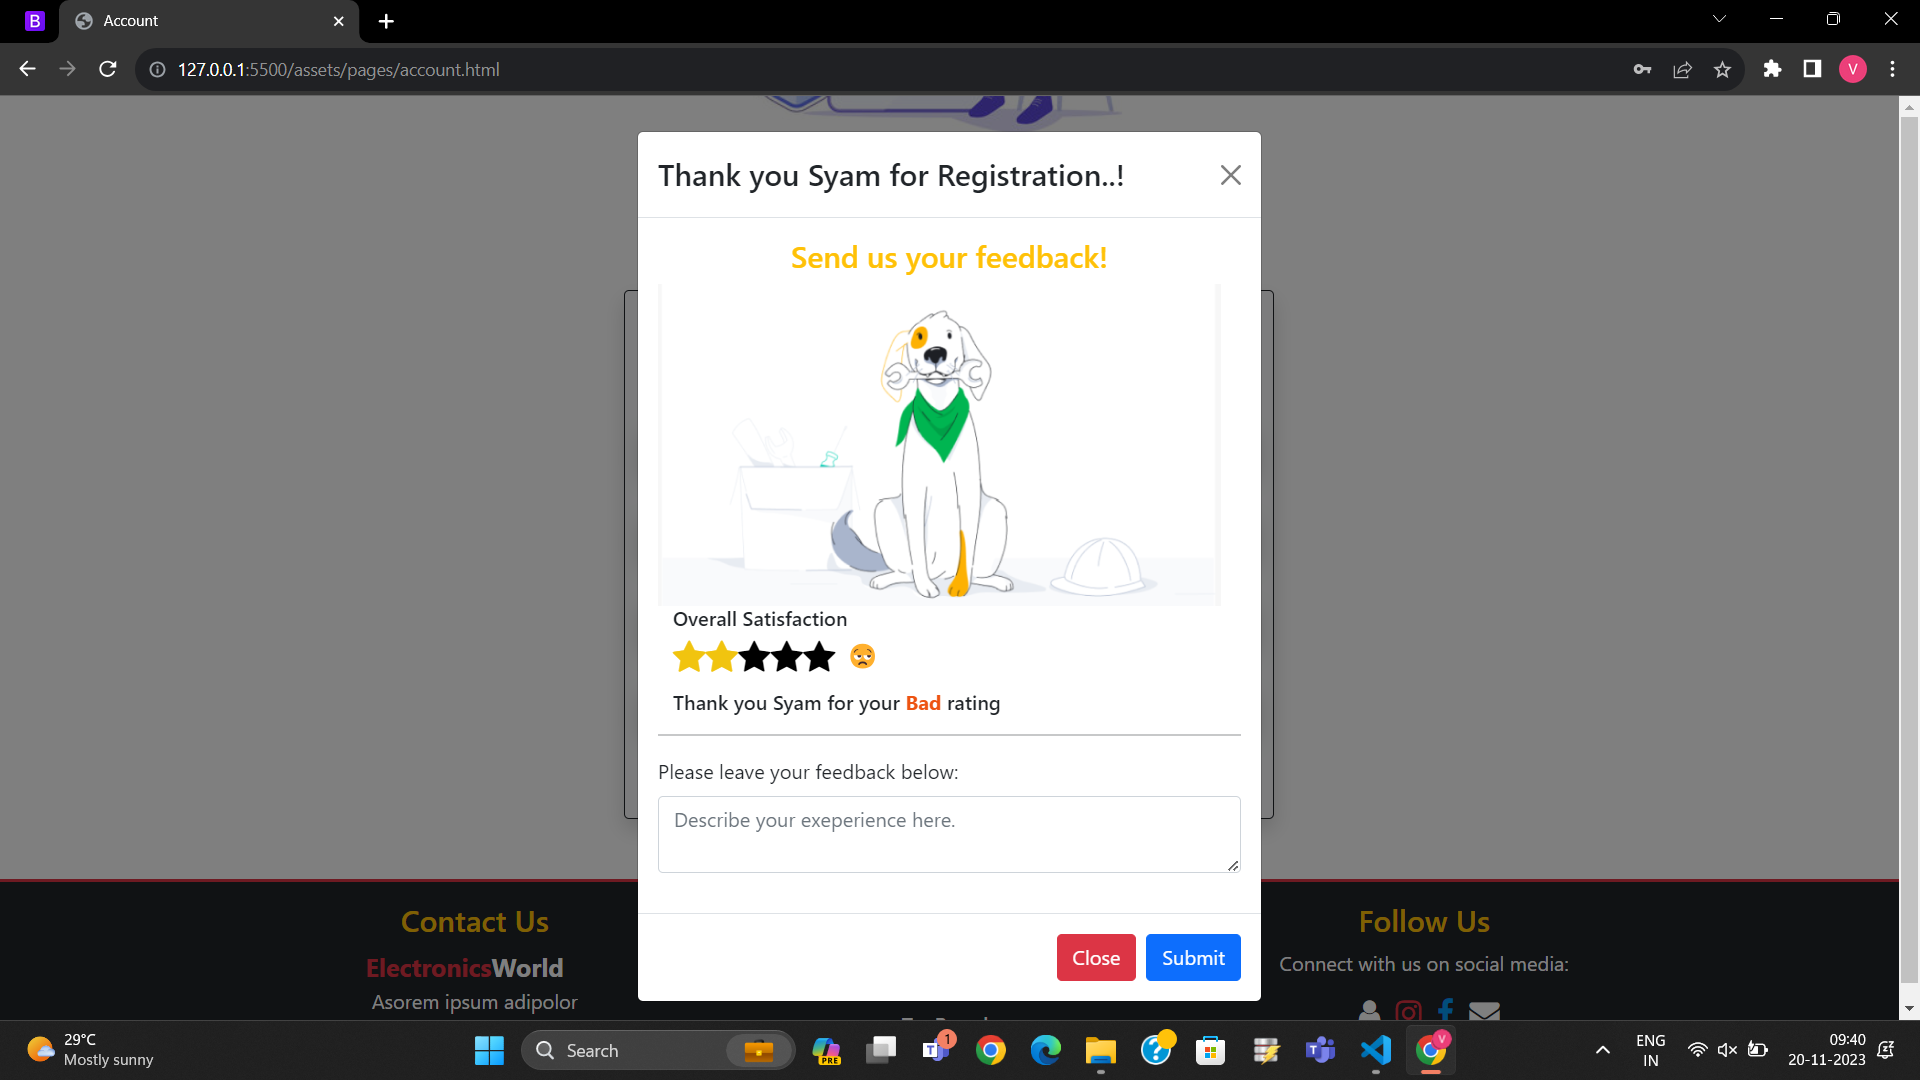 B
Account
127.0.0.1:5500/assets/pages/account.html
V
Thank you Syam for Registration..!
Send us your feedback!
Overall Satisfaction
Thank you Syam for your Bad rating
Please leave your feedback below:
Describe your exeperience here.
Close Submit
Contact Us
ElectronicsWorld
Asorem ipsum adipolor
Follow Us
Connect with us on social media:
29°C
Mostly sunny
Search
PRE
T
1
V
ENG
IN
09:40
20-11-2023